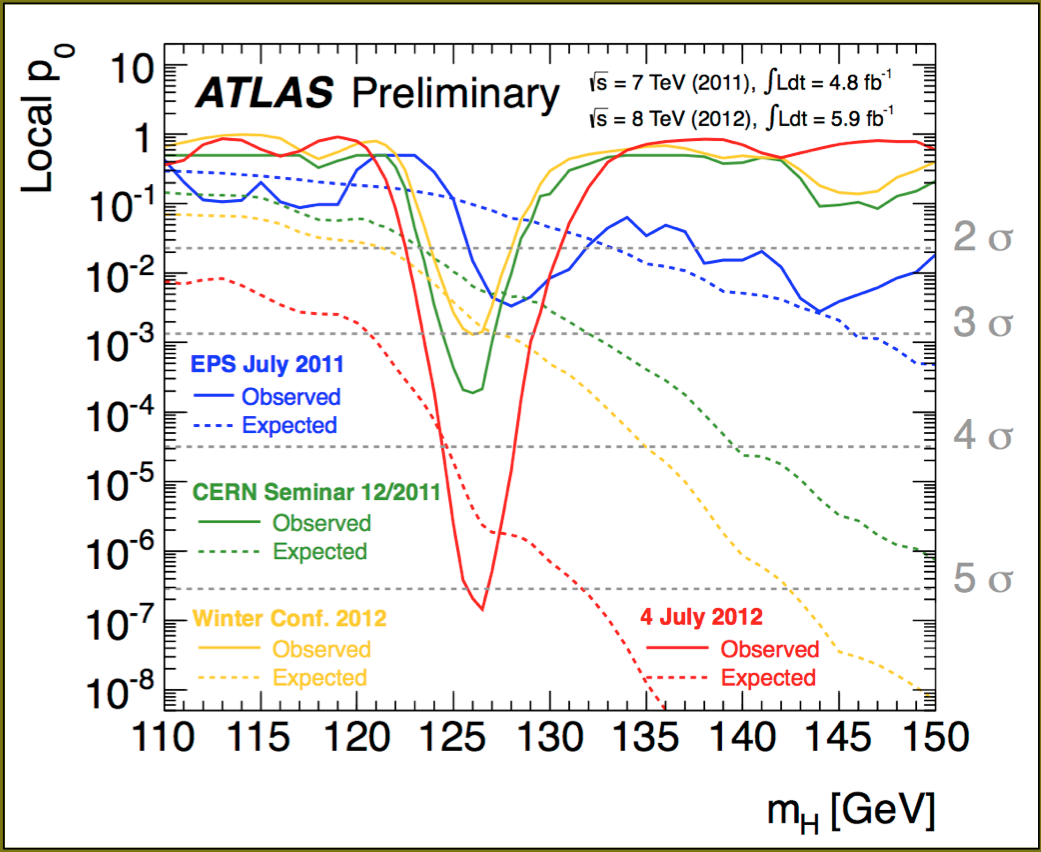 Local p₀
10
1
10⁻¹
10⁻²
10⁻³
10⁻⁴
10⁻⁵
10⁻⁶
10⁻⁷
10⁻⁸
ATLAS Preliminary
√s = 7 TeV (2011), ∫Ldt = 4.8 fb⁻¹
√s = 8 TeV (2012), ∫Ldt = 5.9 fb⁻¹
2 σ
3 σ
4 σ
5 σ
EPS July 2011
Observed
Expected
CERN Seminar 12/2011
Observed
Expected
Winter Conf. 2012
Observed
Expected
4 July 2012
Observed
Expected
110 115 120 125 130 135 140 145 150
m_H [GeV]